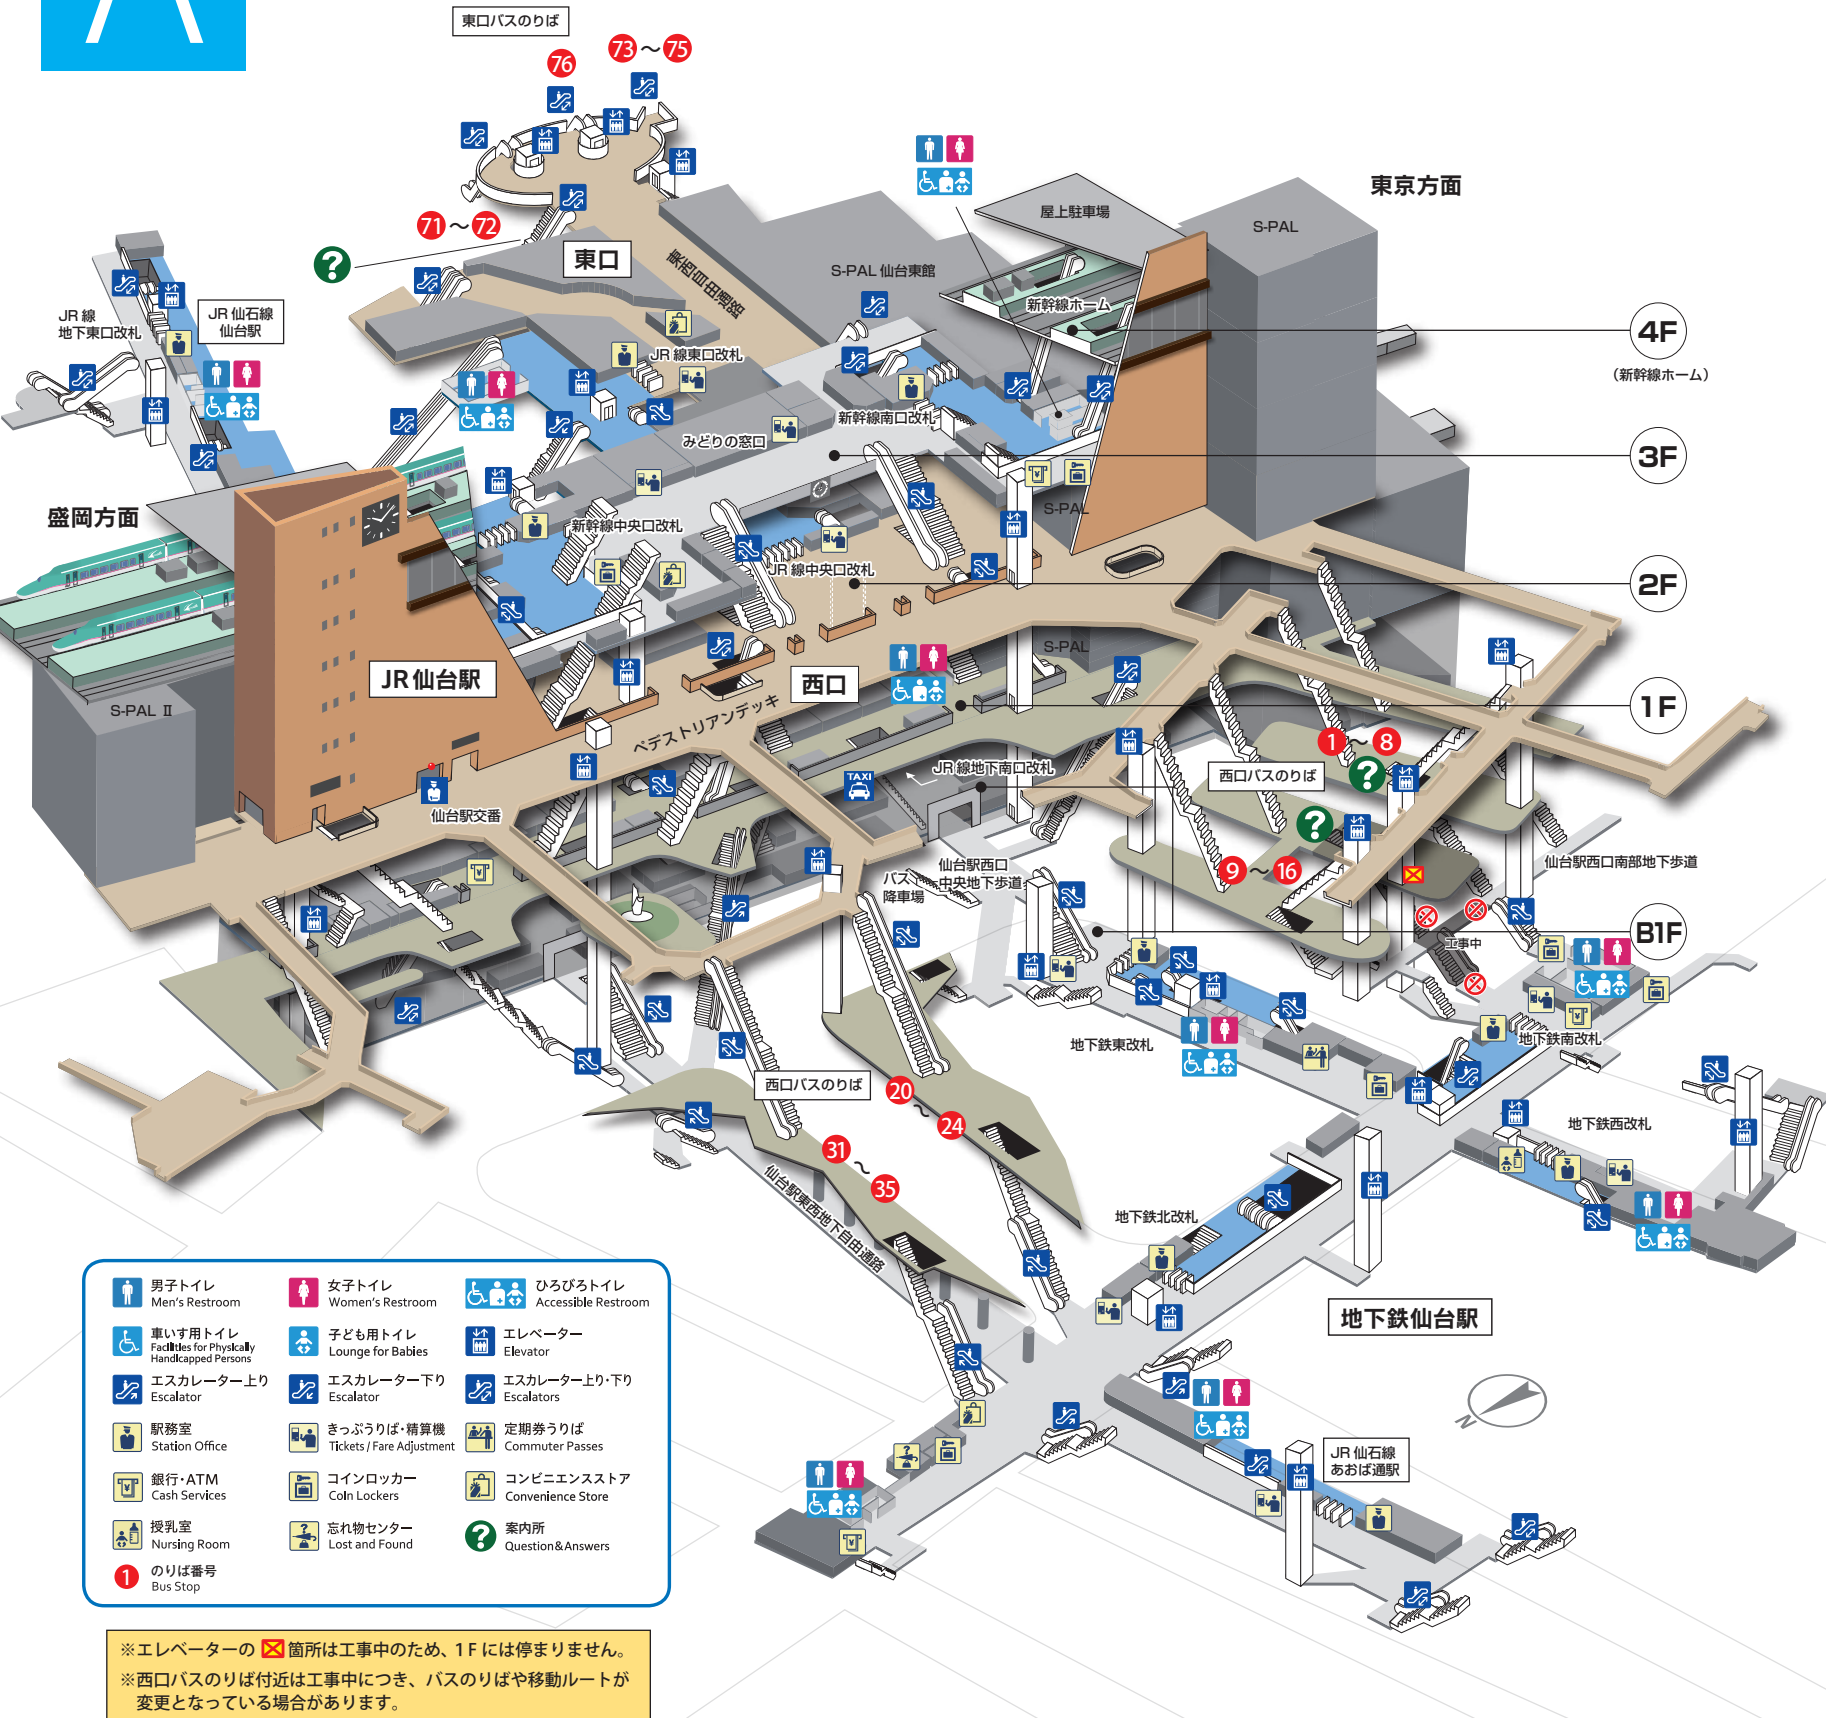 東口バスのりば
76
73～75
71～72
?
東口
東西自由通路
屋上駐車場
S-PAL
東京方面
S-PAL 仙台東館
新幹線ホーム
4F
(新幹線ホーム)
JR 線
地下東口改札
JR 仙石線
仙台駅
JR 線東口改札
新幹線南口改札
みどりの窓口
3F
盛岡方面
新幹線中央口改札
S-PAL
JR 線中央口改札
2F
JR 仙台駅
西口
S-PAL
S-PAL Ⅱ
ペデストリアンデッキ
1F
1～8
西口バスのりば
?
JR 線地下南口改札
TAXI
仙台駅交番
?
9～16
仙台駅西口
中央地下歩道
バス
降車場
仙台駅西口南部地下歩道
工事中
B1F
地下鉄東改札
地下鉄南改札
西口バスのりば
20～24
31～35
地下鉄西改札
仙台駅東西地下自由通路
地下鉄北改札
地下鉄仙台駅
N
JR 仙石線
あおば通駅
男子トイレ
Men's Restroom
女子トイレ
Women's Restroom
ひろびろトイレ
Accessible Restroom
車いす用トイレ
Facilities for Physically
Handicapped Persons
子ども用トイレ
Lounge for Babies
エレベーター
Elevator
エスカレーター上り
Escalator
エスカレーター下り
Escalator
エスカレーター上り・下り
Escalators
駅務室
Station Office
きっぷうりば・精算機
Tickets / Fare Adjustment
定期券うりば
Commuter Passes
銀行・ATM
Cash Services
コインロッカー
Coin Lockers
コンビニエンスストア
Convenience Store
授乳室
Nursing Room
忘れ物センター
Lost and Found
?
案内所
Question&Answers
1
のりば番号
Bus Stop
※エレベーターの 箇所は工事中のため、1F には停まりません。
※西口バスのりば付近は工事中につき、バスのりばや移動ルートが
変更となっている場合があります。